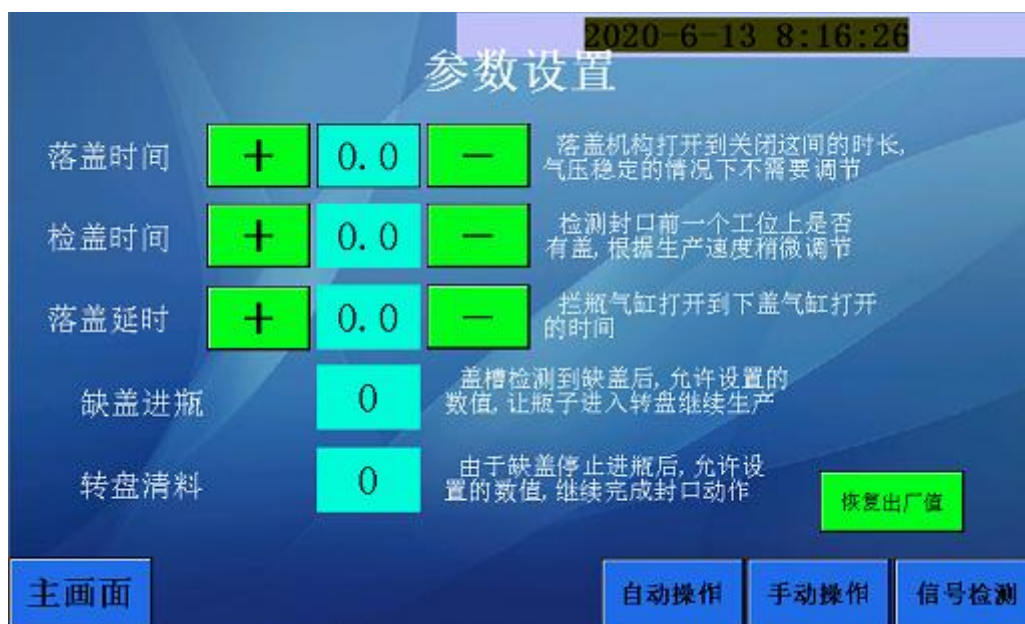 2020-6-13 8:16:26
参数设置
落盖时间 + 0.0 — 落盖机构打开到关闭这间的时长,
气压稳定的情况下不需要调节
检盖时间 + 0.0 — 检测封口前一个工位上是否
有盖,根据生产速度稍微调节
落盖延时 + 0.0 — 拦瓶气缸打开到下盖气缸打开
的时间
缺盖进瓶 0 盖槽检测到缺盖后,允许设置的
数值,让瓶子进入转盘继续生产
转盘清料 0 由于缺盖停止进瓶后,允许设
置的数值,继续完成封口动作
恢复出厂值
主画面 自动操作 手动操作 信号检测